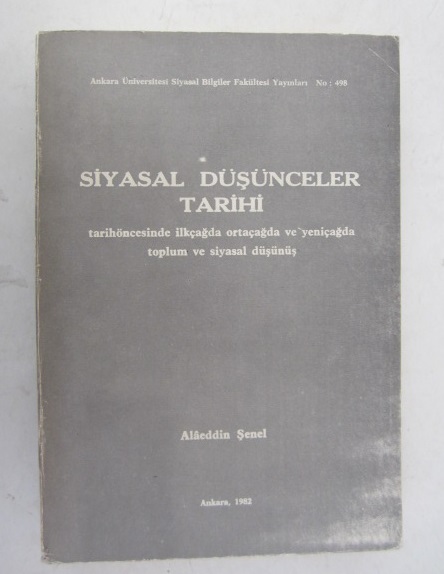 Ankara Üniversitesi Siyasal Bilgiler Fakültesi Yayınları No : 498
SİYASAL DÜŞÜNCELER
TARİHİ
tarihöncesinde ilkçağda ortaçağda ve yeniçağda
toplum ve siyasal düşünüş
Alâeddin Şenel
Ankara, 1982